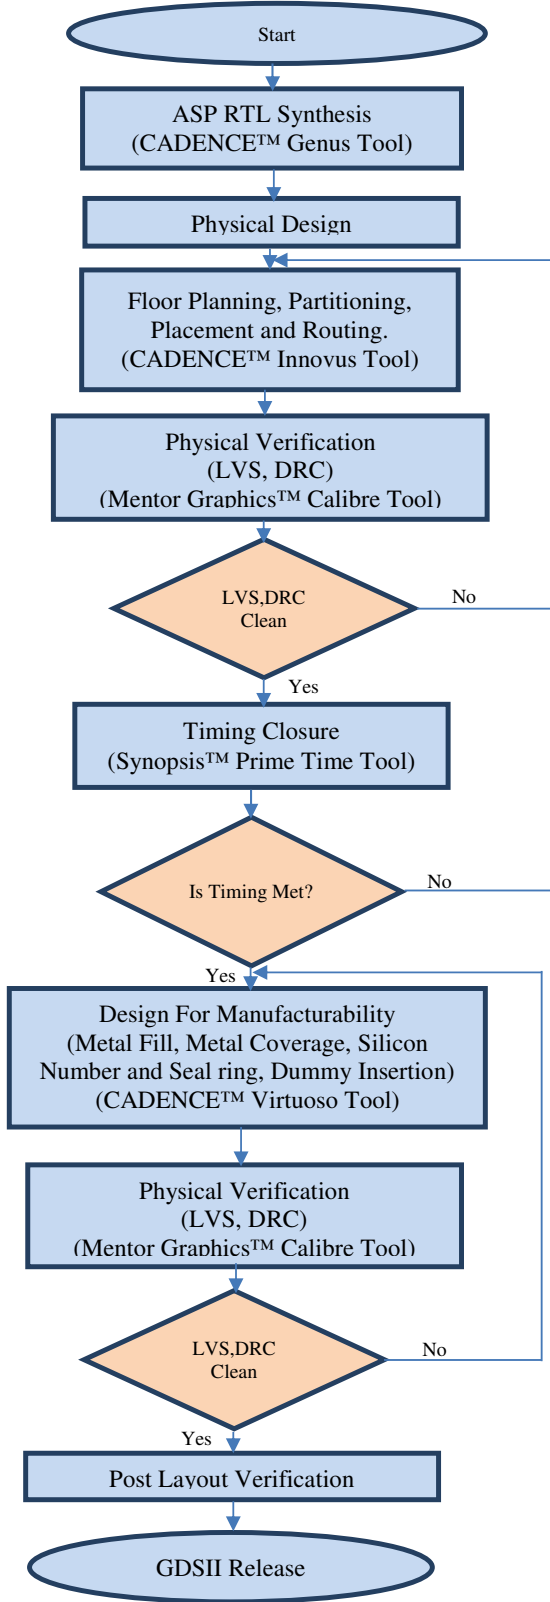 Start
ASP RTL Synthesis
(CADENCE™ Genus Tool)
Physical Design
Floor Planning, Partitioning,
Placement and Routing.
(CADENCE™ Innovus Tool)
Physical Verification
(LVS, DRC)
(Mentor Graphics™ Calibre Tool)
LVS,DRC
Clean
No
Yes
Timing Closure
(Synopsis™ Prime Time Tool)
Is Timing Met?
No
Yes
Design For Manufacturability
(Metal Fill, Metal Coverage, Silicon
Number and Seal ring, Dummy Insertion)
(CADENCE™ Virtuoso Tool)
Physical Verification
(LVS, DRC)
(Mentor Graphics™ Calibre Tool)
LVS,DRC
Clean
No
Yes
Post Layout Verification
GDSII Release